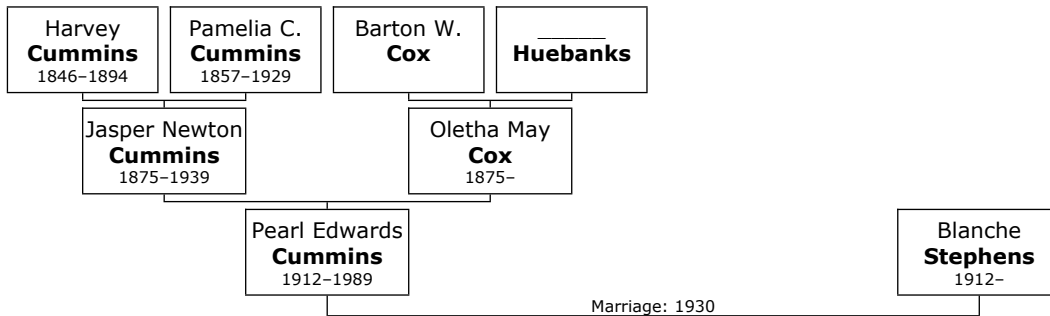 Harvey
Cummins
1846–1894
Pamelia C.
Cummins
1857–1929
Barton W.
Cox
_____
Huebanks
Jasper Newton
Cummins
1875–1939
Oletha May
Cox
1875–
Pearl Edwards
Cummins
1912–1989
Blanche
Stephens
1912–
Marriage: 1930